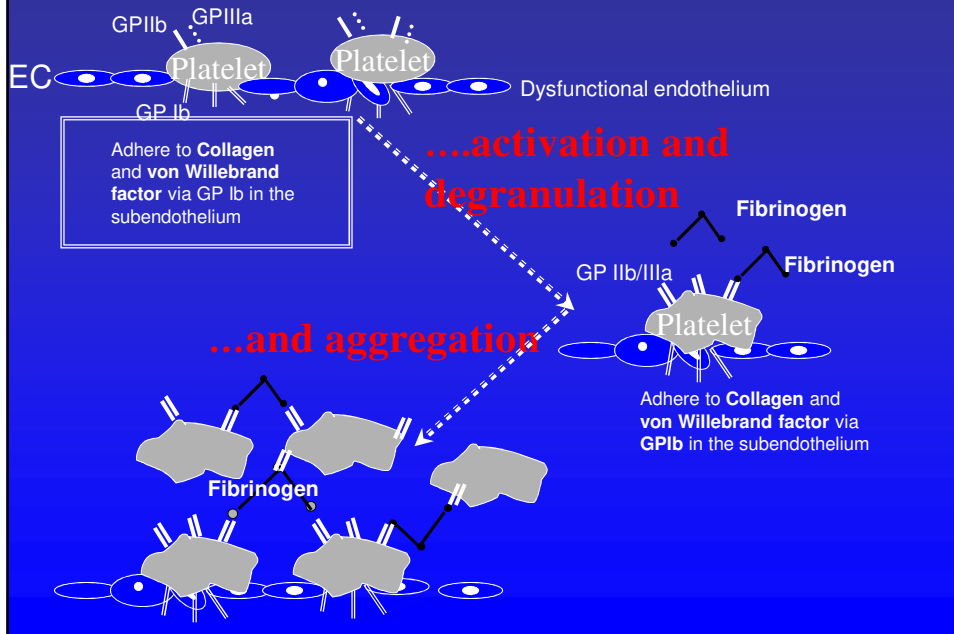 GPIIb
GPIIIa
Platelet
Platelet
EC
Dysfunctional endothelium
GP Ib
Adhere to Collagen
and von Willebrand
factor via GP Ib in the
subendothelium
....activation and
degranulation
Fibrinogen
Fibrinogen
GP IIb/IIIa
Platelet
...and aggregation
Adhere to Collagen and
von Willebrand factor via
GPIb in the subendothelium
Fibrinogen